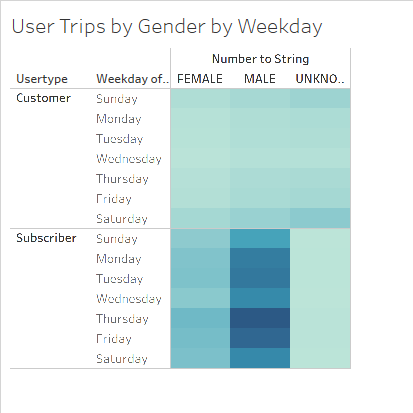 User Trips by Gender by Weekday
Number to String
Usertype Weekday of.. FEMALE MALE UNKNO..
Customer Sunday
Monday
Tuesday
Wednesday
Thursday
Friday
Saturday
Subscriber Sunday
Monday
Tuesday
Wednesday
Thursday
Friday
Saturday